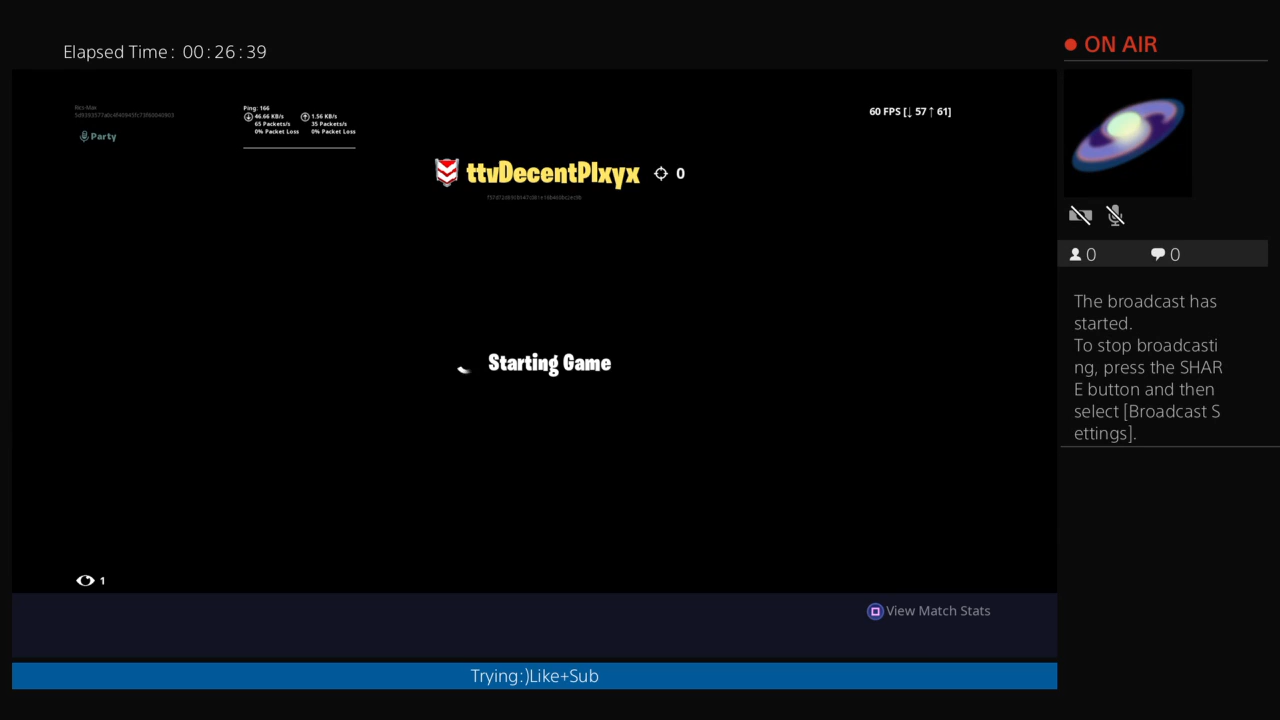 Elapsed Time: 00:26:39
ON AIR
Ping: 166
46.66 KB/s 1.56 KB/s
65 Packets/s 35 Packets/s
0% Packet Loss 0% Packet Loss
60 FPS [↓ 57 ↑ 61]
Party
ttvDecentPlxyx 0
Starting Game
0 0
The broadcast has
started.
To stop broadcasti
ng, press the SHAR
E button and then
select [Broadcast S
ettings].
1
View Match Stats
Trying:)Like+Sub